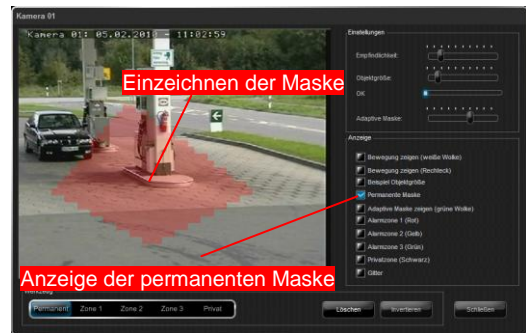 Kamera 01
Kamera 01: 05.02.2010 - 11:02:59
Einzeichnen der Maske
Anzeige der permanenten Maske
Einstellungen
Empfindlichkeit:
Objektgröße:
OK
Adaptive Maske:
Anzeige
Bewegung zeigen (weiße Wolke)
Bewegung zeigen (Rechteck)
Beispiel Objektgröße
Permanente Maske
Adaptive Maske zeigen (grüne Wolke)
Alarmzone 1 (Rot)
Alarmzone 2 (Gelb)
Alarmzone 3 (Grün)
Privatzone (Schwarz)
Gitter
Werkzeug
Permanent Zone 1 Zone 2 Zone 3 Privat
Löschen Invertieren Schließen